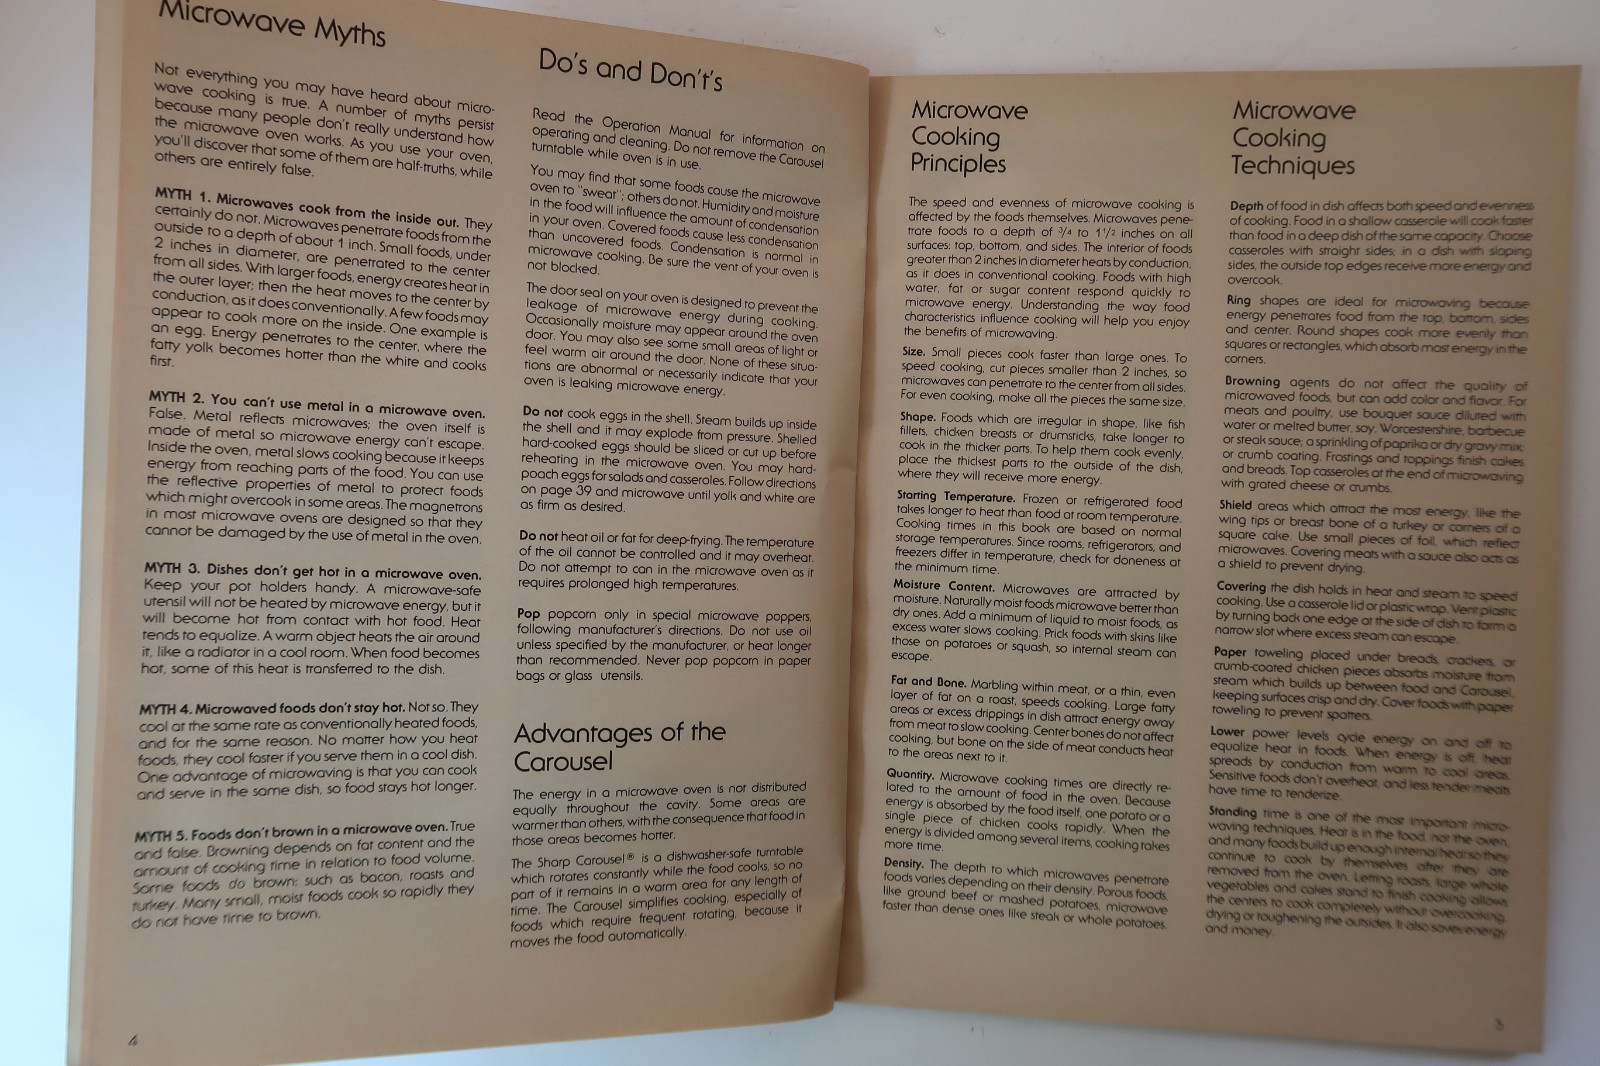 Microwave Myths
Not everything you may have heard about micro-
wave cooking is true. A number of myths persist
because many people don't really understand how
the microwave oven works. As you use your oven,
you'll discover that some of them are half-truths, while
others are entirely false.
MYTH 1. Microwaves cook from the inside out. They
certainly do not. Microwaves penetrate foods from the
outside to a depth of about 1 inch. Small foods, under
2 inches in diameter, are penetrated to the center
from all sides. With larger foods, energy creates heat in
the outer layer; then the heat moves to the center by
conduction, as it does conventionally. A few foods may
appear to cook more on the inside. One example is
an egg. Energy penetrates to the center, where the
fatty yolk becomes hotter than the white and cooks
first.
MYTH 2. You can't use metal in a microwave oven.
False. Metal reflects microwaves; the oven itself is
made of metal so microwave energy can't escape.
Inside the oven, metal slows cooking because it keeps
energy from reaching parts of the food. You can use
the reflective properties of metal to protect foods
which might overcook in some areas. The magnetrons
in most microwave ovens are designed so that they
cannot be damaged by the use of metal in the oven.
MYTH 3. Dishes don't get hot in a microwave oven.
Keep your pot holders handy. A microwave-safe
utensil will not be heated by microwave energy, but it
will become hot from contact with hot food. Heat
tends to equalize. A warm object heats the air around
it, like a radiator in a cool room. When food becomes
hot, some of this heat is transferred to the dish.
MYTH 4. Microwaved foods don't stay hot. Not so. They
cool at the same rate as conventionally heated foods,
and for the same reason. No matter how you heat
foods, they cool faster if you serve them in a cool dish.
One advantage of microwaving is that you can cook
and serve in the same dish, so food stays hot longer.
MYTH 5. Foods don't brown in a microwave oven. True
and false. Browning depends on fat content and the
amount of cooking time in relation to food volume.
Some foods do brown; such as bacon, roasts and
turkey. Many small, moist foods cook so rapidly they
do not have time to brown.
4
Do's and Don't's
Read the Operation Manual for information on
operating and cleaning. Do not remove the Carousel
turntable while oven is in use.
You may find that some foods cause the microwave
oven to "sweat"; others do not. Humidity and moisture
in the food will influence the amount of condensation
in your oven. Covered foods cause less condensation
than uncovered foods. Condensation is normal in
microwave cooking. Be sure the vent of your oven is
not blocked.
The door seal on your oven is designed to prevent the
leakage of microwave energy during cooking.
Occasionally moisture may appear around the oven
door. You may also see some small areas of light or
feel warm air around the door. None of these situa-
tions are abnormal or necessarily indicate that your
oven is leaking microwave energy.
Do not cook eggs in the shell. Steam builds up inside
the shell and it may explode from pressure. Shelled
hard-cooked eggs should be sliced or cut up before
reheating in the microwave oven. You may hard-
poach eggs for salads and casseroles. Follow directions
on page 39 and microwave until yolk and white are
as firm as desired.
Do not heat oil or fat for deep-frying. The temperature
of the oil cannot be controlled and it may overheat.
Do not attempt to can in the microwave oven as it
requires prolonged high temperatures.
Pop popcorn only in special microwave poppers,
following manufacturer's directions. Do not use oil
unless specified by the manufacturer, or heat longer
than recommended. Never pop popcorn in paper
bags or glass utensils.
Advantages of the
Carousel
The energy in a microwave oven is not distributed
equally throughout the cavity. Some areas are
warmer than others, with the consequence that food in
those areas becomes hotter.
The Sharp Carousel® is a dishwasher-safe turntable
which rotates constantly while the food cooks, so no
part of it remains in a warm area for any length of
time. The Carousel simplifies cooking, especially of
foods which require frequent rotating, because it
moves the food automatically.
Microwave
Cooking
Principles
The speed and evenness of microwave cooking is
affected by the foods themselves. Microwaves pene-
trate foods to a depth of 3/4 to 1 1/2 inches on all
surfaces: top, bottom, and sides. The interior of foods
greater than 2 inches in diameter heats by conduction,
as it does in conventional cooking. Foods with high
water, fat or sugar content respond quickly to
microwave energy. Understanding the way food
characteristics influence cooking will help you enjoy
the benefits of microwaving.
Size. Small pieces cook faster than large ones. To
speed cooking, cut pieces smaller than 2 inches, so
microwaves can penetrate to the center from all sides.
For even cooking, make all the pieces the same size.
Shape. Foods which are irregular in shape, like fish
fillets, chicken breasts or drumsticks, take longer to
cook in the thicker parts. To help them cook evenly,
place the thickest parts to the outside of the dish,
where they will receive more energy.
Starting Temperature. Frozen or refrigerated food
takes longer to heat than food at room temperature.
Cooking times in this book are based on normal
storage temperatures. Since rooms, refrigerators, and
freezers differ in temperature, check for doneness at
the minimum time.
Moisture Content. Microwaves are attracted by
moisture. Naturally moist foods microwave better than
dry ones. Add a minimum of liquid to moist foods, as
excess water slows cooking. Prick foods with skins like
those on potatoes or squash, so internal steam can
escape.
Fat and Bone. Marbling within meat, or a thin, even
layer of fat on a roast, speeds cooking. Large fatty
areas or excess drippings in dish attract energy away
from meat to slow cooking. Center bones do not affect
cooking, but bone on the side of meat conducts heat
to the areas next to it.
Quantity. Microwave cooking times are directly re-
lated to the amount of food in the oven. Because
energy is absorbed by the food itself, one potato or a
single piece of chicken cooks rapidly. When the
energy is divided among several items, cooking takes
more time.
Density. The depth to which microwaves penetrate
foods varies depending on their density. Porous foods,
like ground beef or mashed potatoes, microwave
faster than dense ones like steak or whole potatoes.
Microwave
Cooking
Techniques
Depth of food in dish affects both speed and evenness
of cooking. Food in a shallow casserole will cook faster
than food in a deep dish of the same capacity. Choose
casseroles with straight sides; in a dish with sloping
sides, the outside top edges receive more energy and
overcook.
Ring shapes are ideal for microwaving because
energy penetrates food from the top, bottom, sides
and center. Round shapes cook more evenly than
squares or rectangles, which absorb most energy in the
corners.
Browning agents do not affect the quality of
microwaved foods, but can add color and flavor. For
meats and poultry, use bouquet sauce diluted with
water or melted butter, soy, Worcestershire, barbecue
or steak sauce; a sprinkling of paprika or dry gravy mix;
or crumb coating. Frostings and toppings finish cakes
and breads. Top casseroles at the end of microwaving
with grated cheese or crumbs.
Shield areas which attract the most energy, like the
wing tips or breast bone of a turkey or corners of a
square cake. Use small pieces of foil, which reflect
microwaves. Covering meats with a sauce also acts as
a shield to prevent drying.
Covering the dish holds in heat and steam to speed
cooking. Use a casserole lid or plastic wrap. Vent plastic
by turning back one edge at the side of dish to form a
narrow slot where excess steam can escape.
Paper toweling placed under breads, crackers, or
crumb-coated chicken pieces absorbs moisture from
steam which builds up between food and Carousel,
keeping surfaces crisp and dry. Cover foods with paper
toweling to prevent spatters.
Lower power levels cycle energy on and off to
equalize heat in foods. When energy is off, heat
spreads by conduction from warm to cool areas.
Sensitive foods don't overheat, and less tender meats
have time to tenderize.
Standing time is one of the most important micro-
waving techniques. Heat is in the food, not the oven,
and many foods build up enough internal heat so they
continue to cook by themselves after they are
removed from the oven. Letting roasts, large whole
vegetables and cakes stand to finish cooking allows
the centers to cook completely without overcooking,
drying or toughening the outsides. It also saves energy
and money.